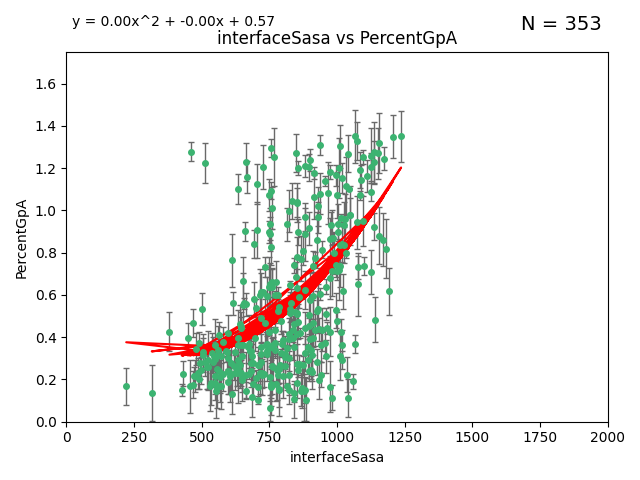 y = 0.00x^2 + -0.00x + 0.57
N = 353
interfaceSasa vs PercentGpA
PercentGpA
1.6
1.4
1.2
1.0
0.8
0.6
0.4
0.2
0.0
0 250 500 750 1000 1250 1500 1750 2000
interfaceSasa